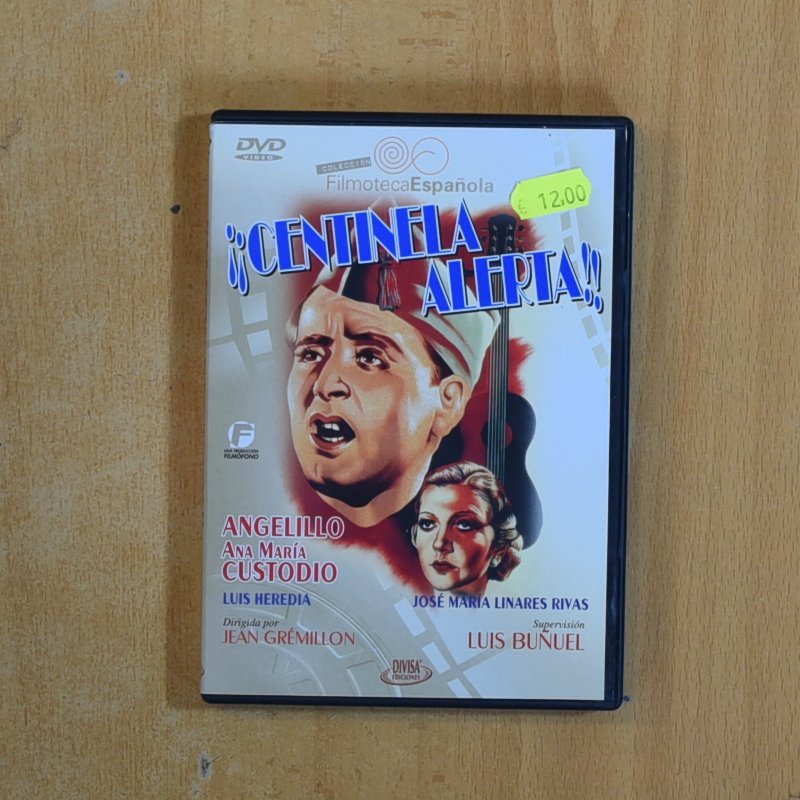 DVD
VIDEO
COLECCIÓN
FilmotecaEspañola
€ 12,00
¡¡CENTINELA
ALERTA!!
F
UNA PRODUCCIÓN
FILMÓFONO
ANGELILLO
ANA MARÍA
CUSTODIO
LUIS HEREDIA
JOSÉ MARÍA LINARES RIVAS
Dirigida por
JEAN GRÉMILLON
Supervisión
LUIS BUÑUEL
DIVISA
EDICIONES